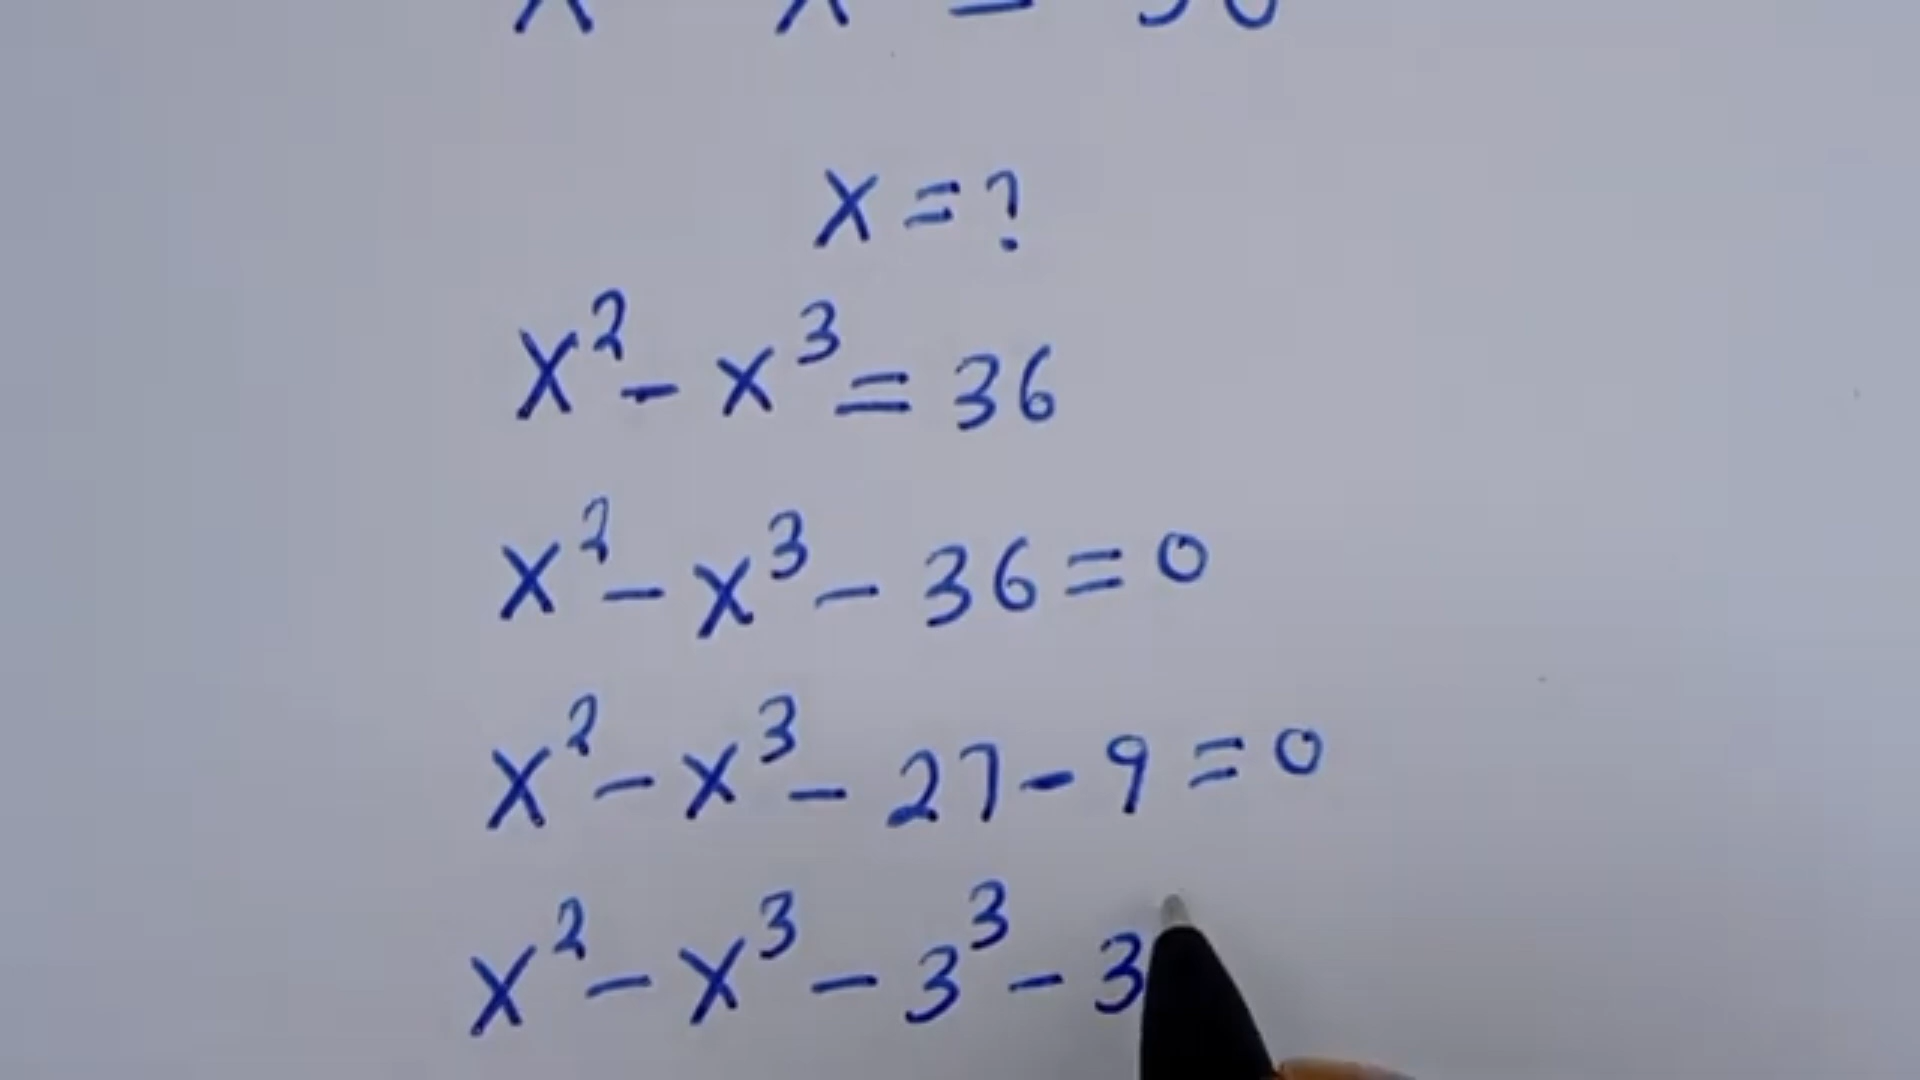 x = ?
x² - x³ = 36
x² - x³ - 36 = 0
x² - x³ - 27 - 9 = 0
x² - x³ - 3³ - 3